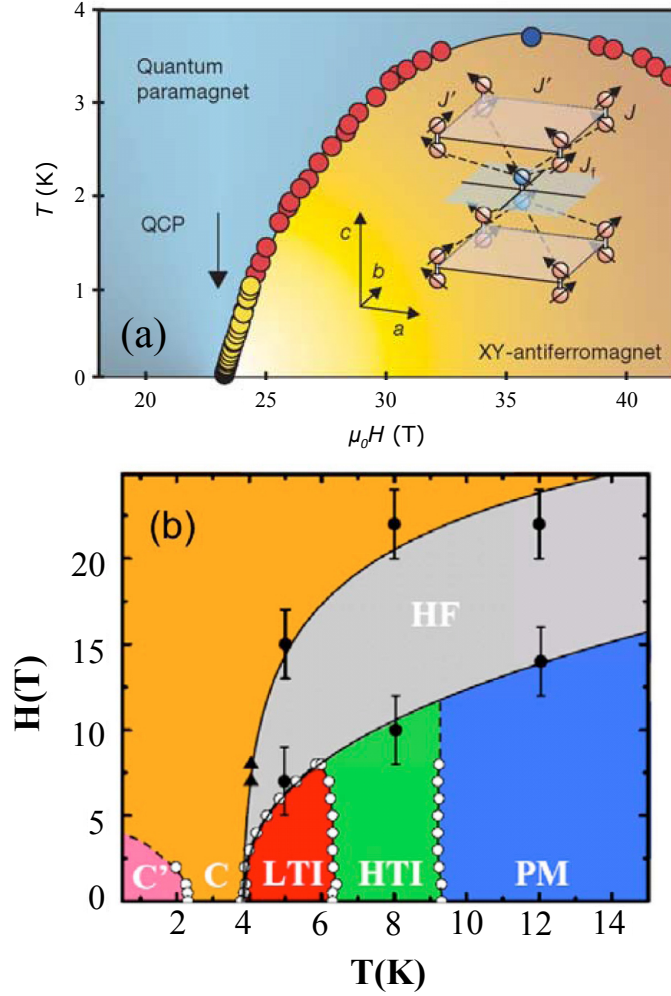 4
3
2
1
0
T (K)
Quantum
paramagnet
QCP
(a)
c
b
a
J'
J'
J
J_f
XY-antiferromagnet
20
25
30
35
40
μ₀H (T)
(b)
20
15
10
5
0
H(T)
HF
C'
C
LTI
HTI
PM
2
4
6
8
10
12
14
T(K)